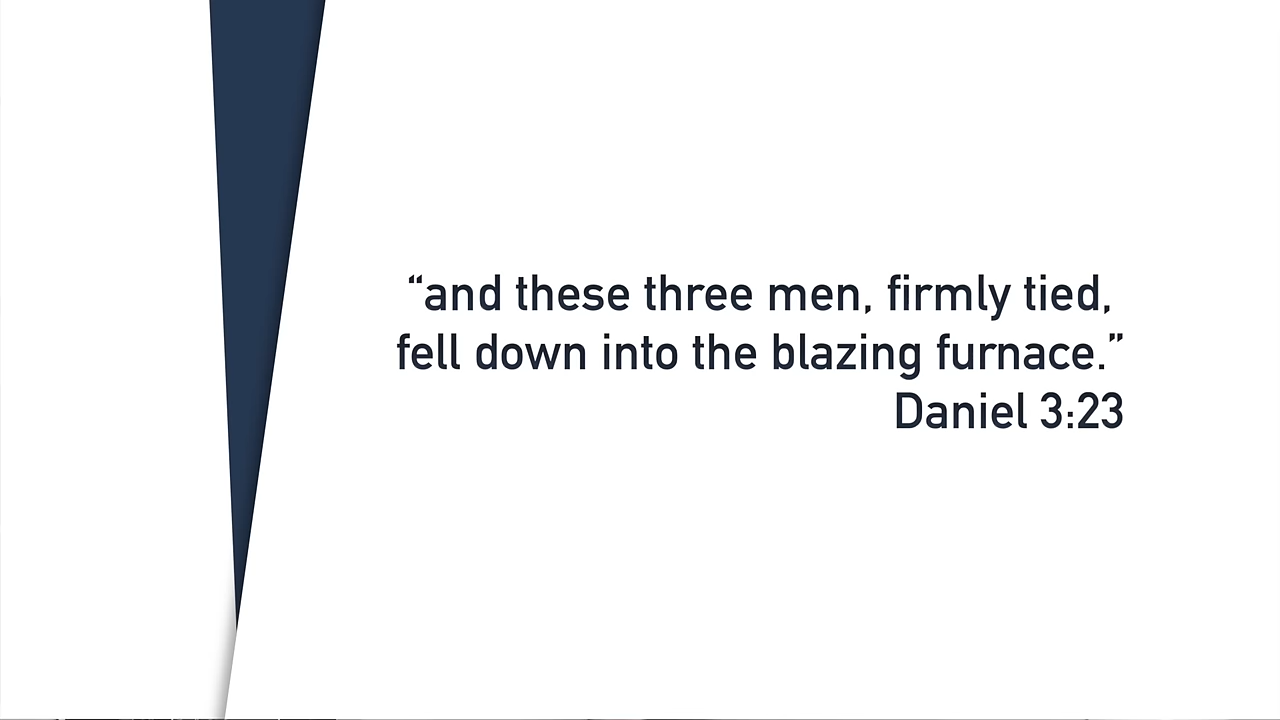 “and these three men, firmly tied,
fell down into the blazing furnace.”
Daniel 3:23